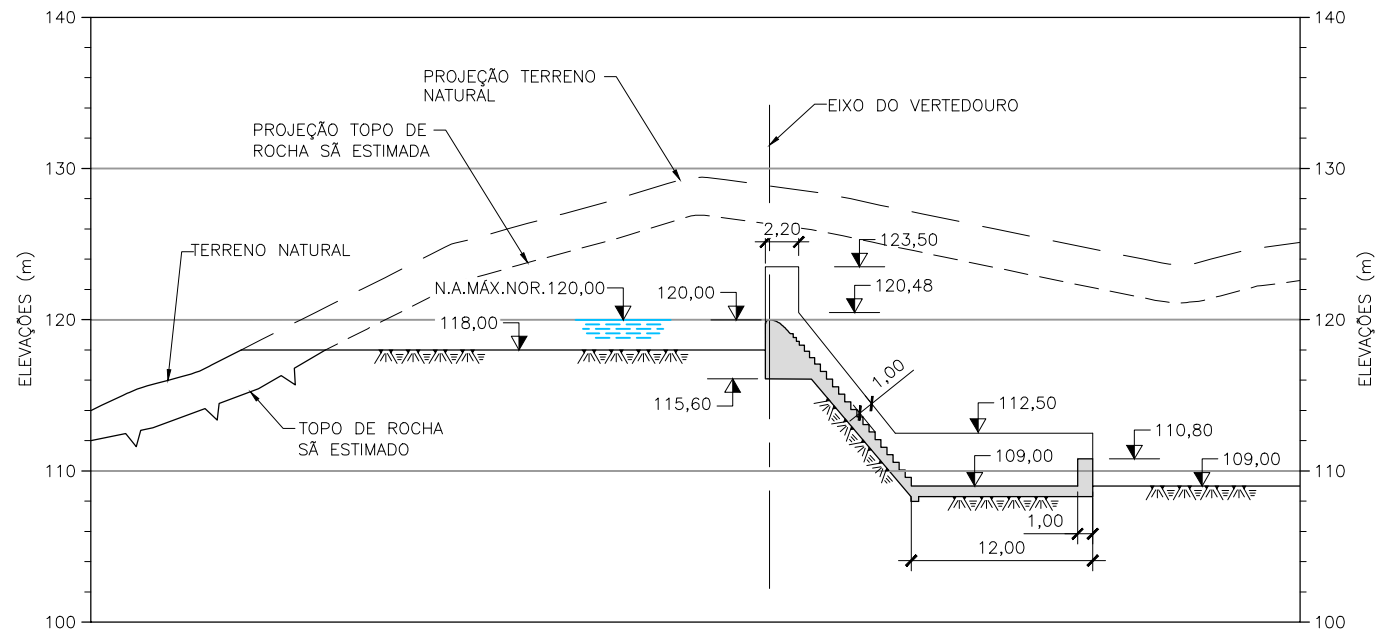 140
140
PROJEÇÃO TERRENO
NATURAL
EIXO DO VERTEDOURO
PROJEÇÃO TOPO DE
ROCHA SÃ ESTIMADA
130
130
2,20
123,50
TERRENO NATURAL
N.A.MÁX.NOR.120,00
120,00
120,48
120
118,00
120
ELEVAÇÕES (m)
ELEVAÇÕES (m)
1,00
115,60
112,50
TOPO DE ROCHA
SÃ ESTIMADO
110,80
109,00
109,00
110
110
1,00
12,00
100
100